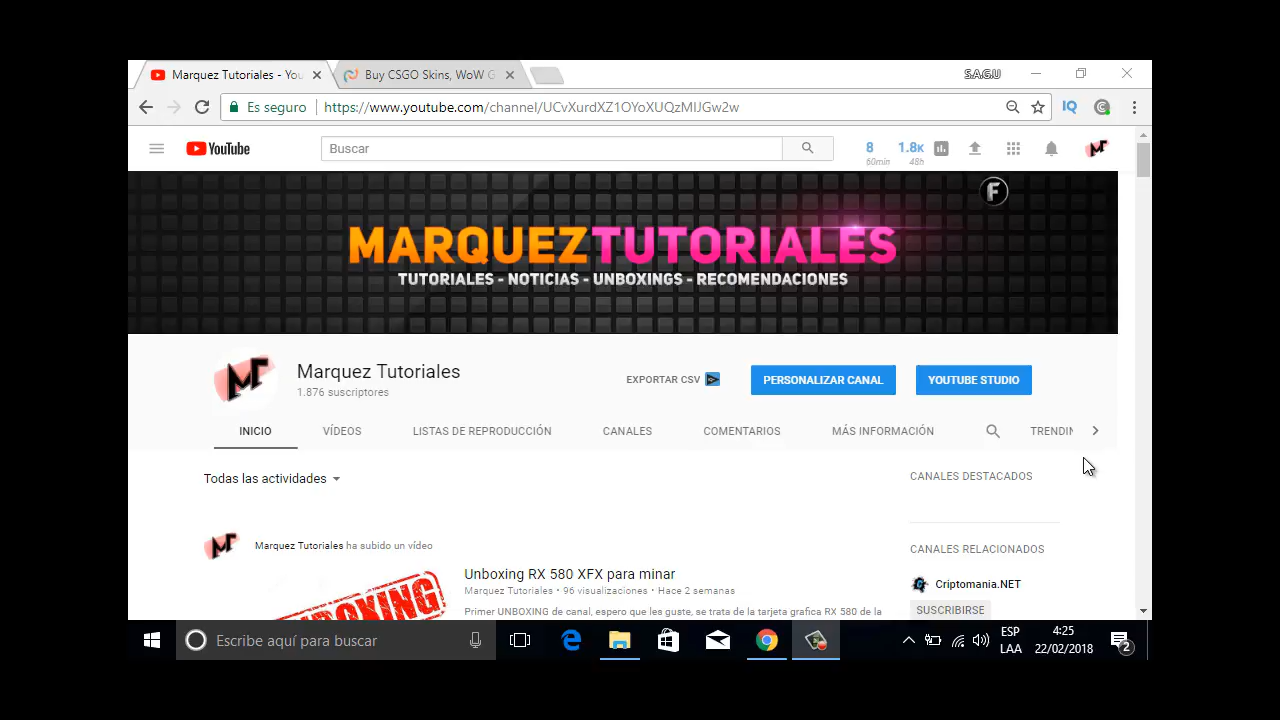 Marquez Tutoriales - You
Buy CSGO Skins, WoW G
S.A.G.U
Es seguro
https://www.youtube.com/channel/UCvXurdXZ1OYoXUQzMIJGw2w
IQ
YouTube
Buscar
8
60min
1.8K
48h
F
MARQUEZTUTORIALES
TUTORIALES - NOTICIAS - UNBOXINGS - RECOMENDACIONES
Marquez Tutoriales
1.876 suscriptores
EXPORTAR CSV
PERSONALIZAR CANAL
YOUTUBE STUDIO
INICIO
VÍDEOS
LISTAS DE REPRODUCCIÓN
CANALES
COMENTARIOS
MÁS INFORMACIÓN
TRENDIN
Todas las actividades
CANALES DESTACADOS
Marquez Tutoriales ha subido un vídeo
CANALES RELACIONADOS
Unboxing RX 580 XFX para minar
Criptomania.NET
Marquez Tutoriales • 96 visualizaciones • Hace 2 semanas
Primer UNBOXING de canal, espero que les guste, se trata de la tarjeta grafica RX 580 de la
SUSCRIBIRSE
UNBOXING
Escribe aquí para buscar
ESP
LAA
4:25
22/02/2018
2